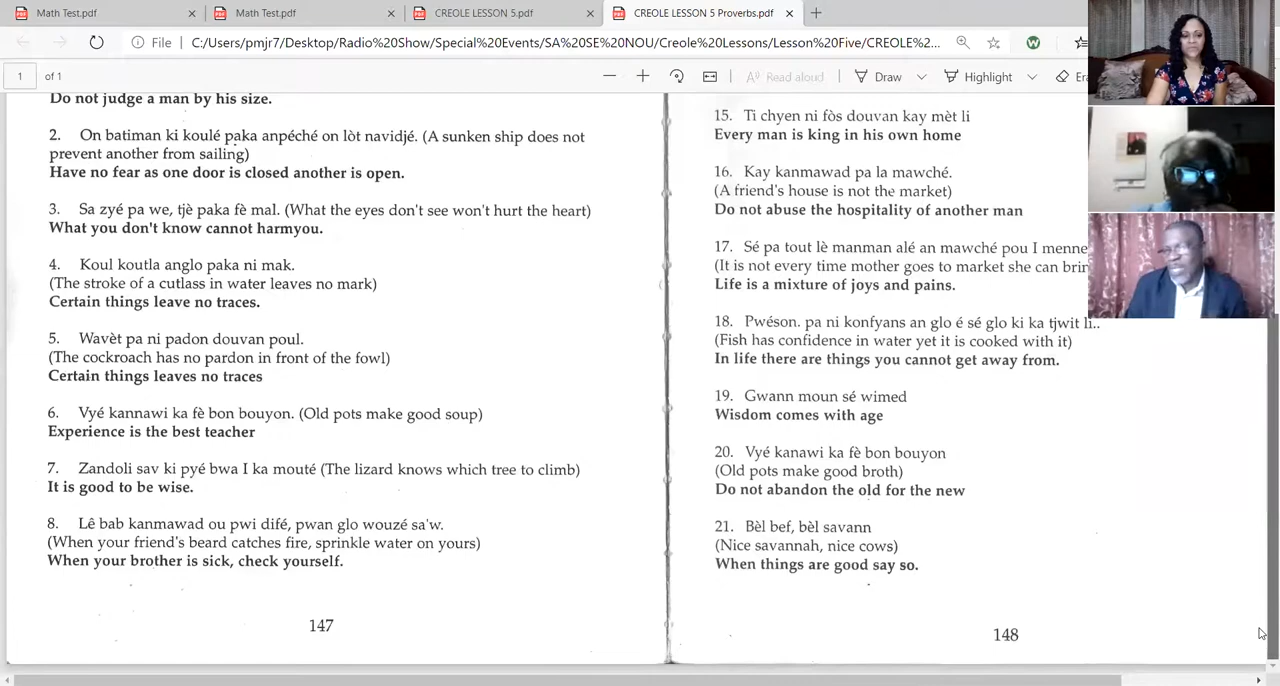 Math Test.pdf
Math Test.pdf
CREOLE LESSON 5.pdf
CREOLE LESSON 5 Proverbs.pdf
File
C:/Users/pmjr7/Desktop/Radio%20Show/Special%20Events/SA%20SE%20NOU/Creole%20Lessons/Lesson%20Five/CREOLE%2...
1 of 1
Read aloud
Draw
Highlight
Do not judge a man by his size.
2. On batiman ki koulé paka anpéché on lòt navidjé. (A sunken ship does not
prevent another from sailing)
Have no fear as one door is closed another is open.
3. Sa zyé pa we, tjè paka fè mal. (What the eyes don't see won't hurt the heart)
What you don't know cannot harmyou.
4. Koul koutla anglo paka ni mak.
(The stroke of a cutlass in water leaves no mark)
Certain things leave no traces.
5. Wavèt pa ni padon douvan poul.
(The cockroach has no pardon in front of the fowl)
Certain things leaves no traces
6. Vyé kannawi ka fè bon bouyon. (Old pots make good soup)
Experience is the best teacher
7. Zandoli sav ki pyé bwa I ka mouté (The lizard knows which tree to climb)
It is good to be wise.
8. Lê bab kanmawad ou pwi difé, pwan glo wouzé sa'w.
(When your friend's beard catches fire, sprinkle water on yours)
When your brother is sick, check yourself.
147
15. Ti chyen ni fòs douvan kay mèt li
Every man is king in his own home
16. Kay kanmawad pa la mawché.
(A friend's house is not the market)
Do not abuse the hospitality of another man
17. Sé pa tout lè manman alé an mawché pou I menne
(It is not every time mother goes to market she can brin
Life is a mixture of joys and pains.
18. Pwéson. pa ni konfyans an glo é sé glo ki ka tjwit li..
(Fish has confidence in water yet it is cooked with it)
In life there are things you cannot get away from.
19. Gwann moun sé wimed
Wisdom comes with age
20. Vyé kanawi ka fè bon bouyon
(Old pots make good broth)
Do not abandon the old for the new
21. Bèl bef, bèl savann
(Nice savannah, nice cows)
When things are good say so.
148